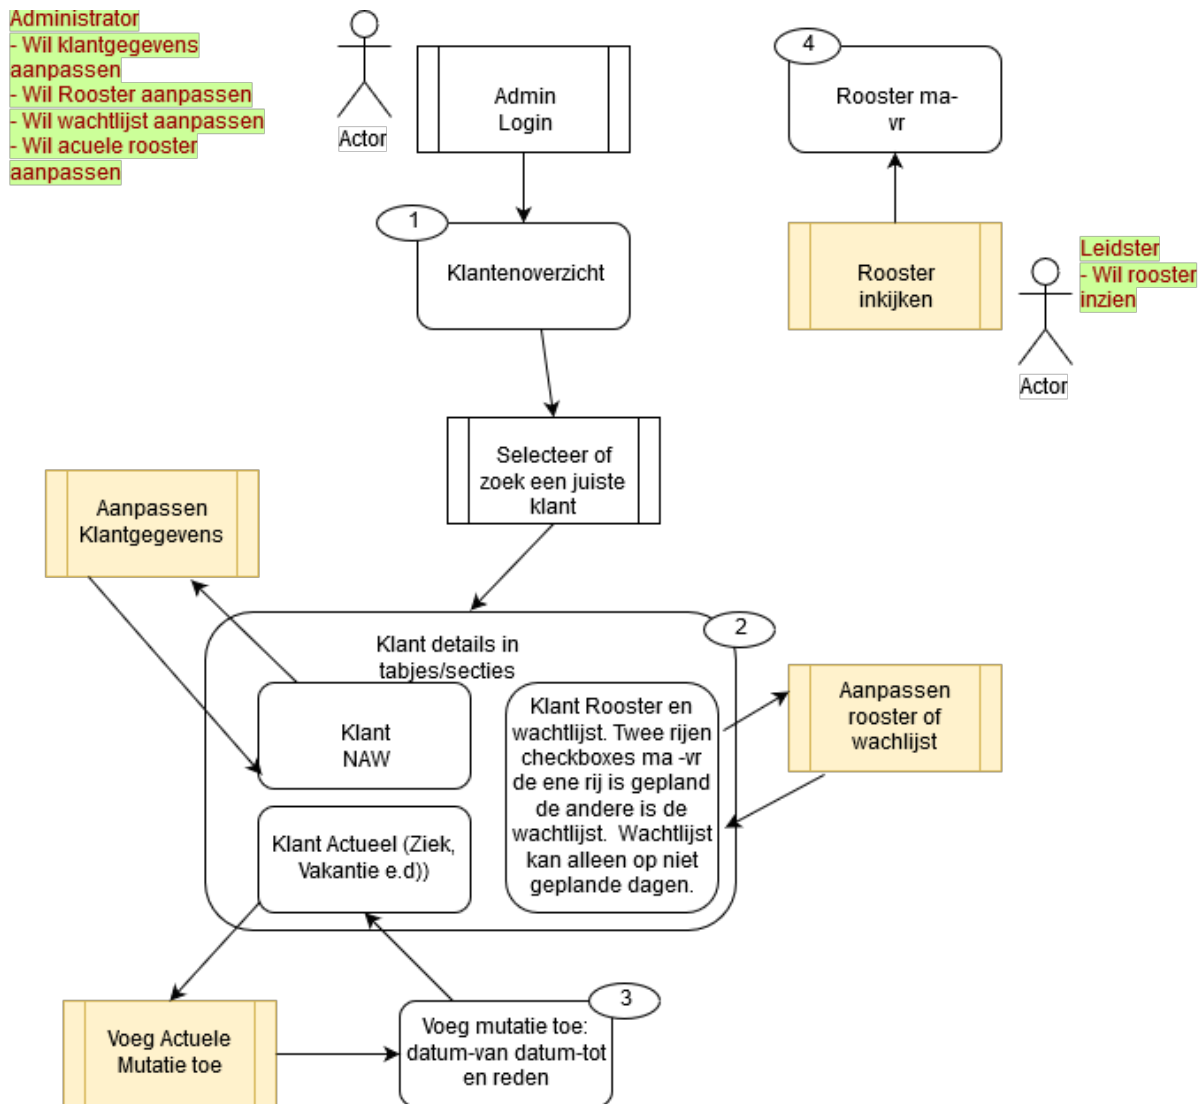 Administrator
- Wil klantgegevens
aanpassen
- Wil Rooster aanpassen
- Wil wachtlijst aanpassen
- Wil acuele rooster
aanpassen
Actor
Admin
Login
4
Rooster ma-
vr
1
Klantenoverzicht
Rooster
inkijken
Leidster
- Wil rooster
inzien
Actor
Selecteer of
zoek een juiste
klant
Aanpassen
Klantgegevens
2
Klant details in
tabjes/secties
Klant
NAW
Klant Rooster en
wachtlijst. Twee rijen
checkboxes ma -vr
de ene rij is gepland
de andere is de
wachtlijst. Wachtlijst
kan alleen op niet
geplande dagen.
Aanpassen
rooster of
wachlijst
Klant Actueel (Ziek,
Vakantie e.d))
Voeg Actuele
Mutatie toe
3
Voeg mutatie toe:
datum-van datum-tot
en reden